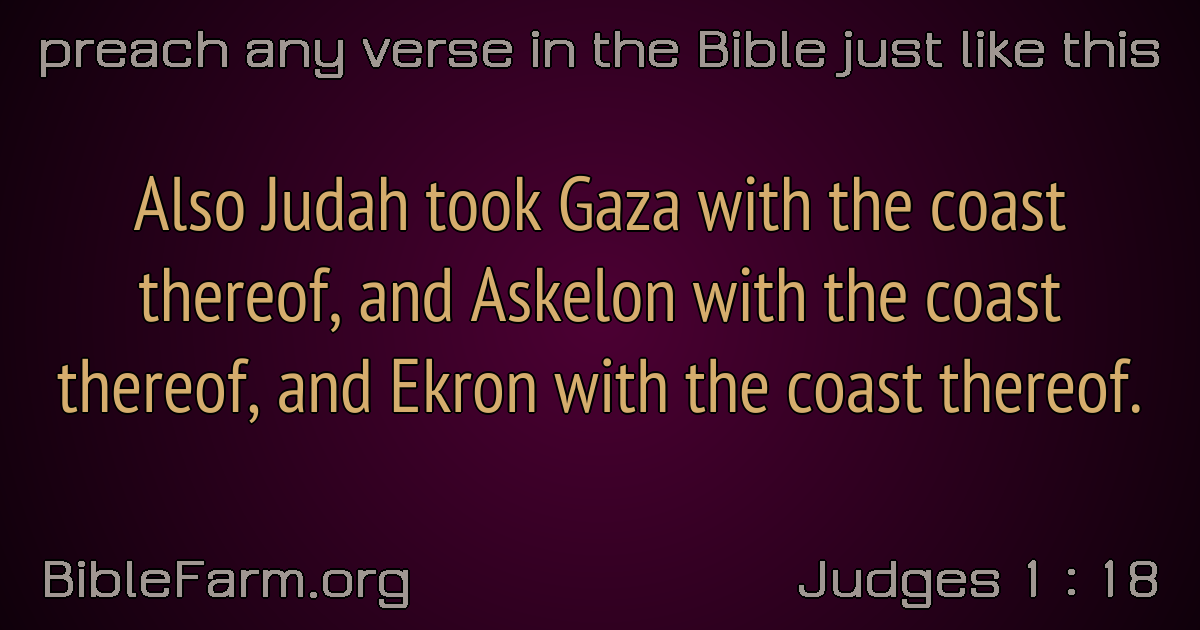 preach any verse in the Bible just like this
Also Judah took Gaza with the coast
thereof, and Askelon with the coast
thereof, and Ekron with the coast thereof.
BibleFarm.org
Judges 1 : 18